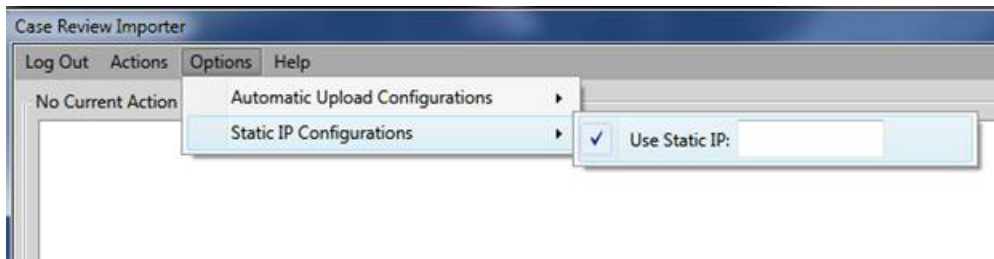 Case Review Importer
Log Out Actions Options Help
No Current Action
Automatic Upload Configurations
Static IP Configurations
Use Static IP: